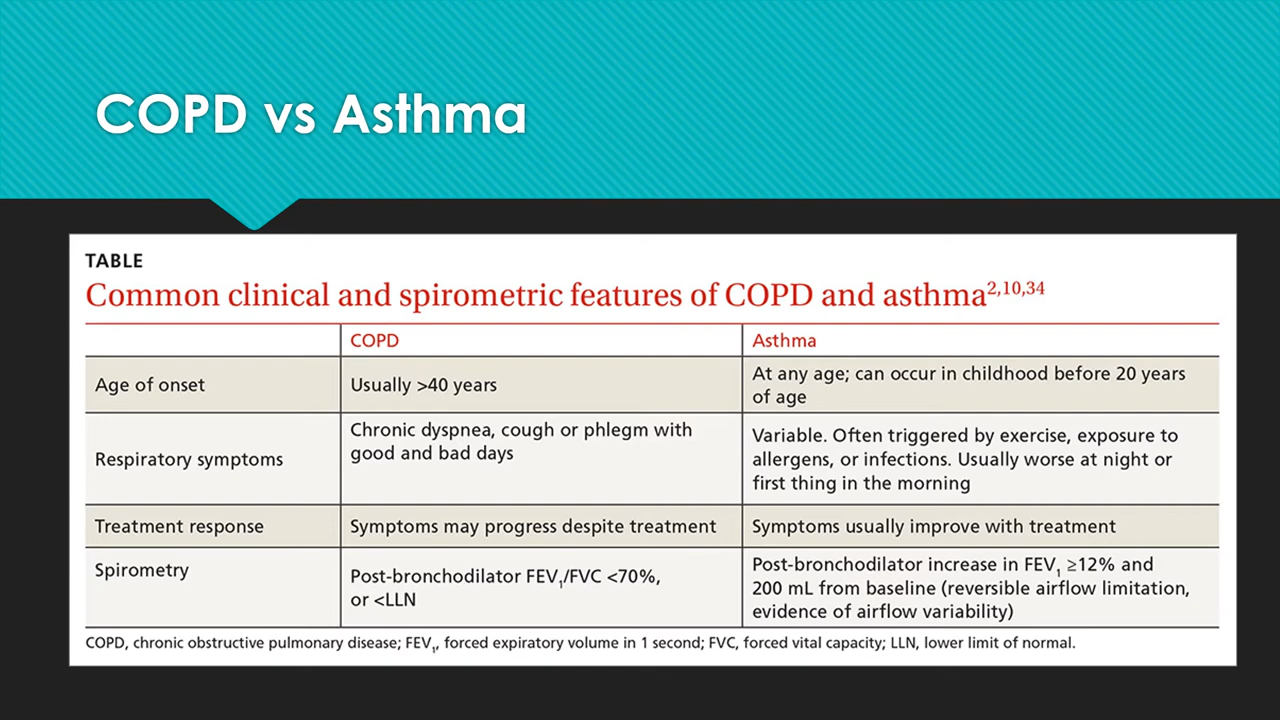 COPD vs Asthma
TABLE
Common clinical and spirometric features of COPD and asthma2,10,34
COPD
Asthma
Age of onset
Usually >40 years
At any age; can occur in childhood before 20 years
of age
Respiratory symptoms
Chronic dyspnea, cough or phlegm with
good and bad days
Variable. Often triggered by exercise, exposure to
allergens, or infections. Usually worse at night or
first thing in the morning
Treatment response
Symptoms may progress despite treatment
Symptoms usually improve with treatment
Spirometry
Post-bronchodilator FEV1/FVC <70%,
or <LLN
Post-bronchodilator increase in FEV1 ≥12% and
200 mL from baseline (reversible airflow limitation,
evidence of airflow variability)
COPD, chronic obstructive pulmonary disease; FEV1, forced expiratory volume in 1 second; FVC, forced vital capacity; LLN, lower limit of normal.